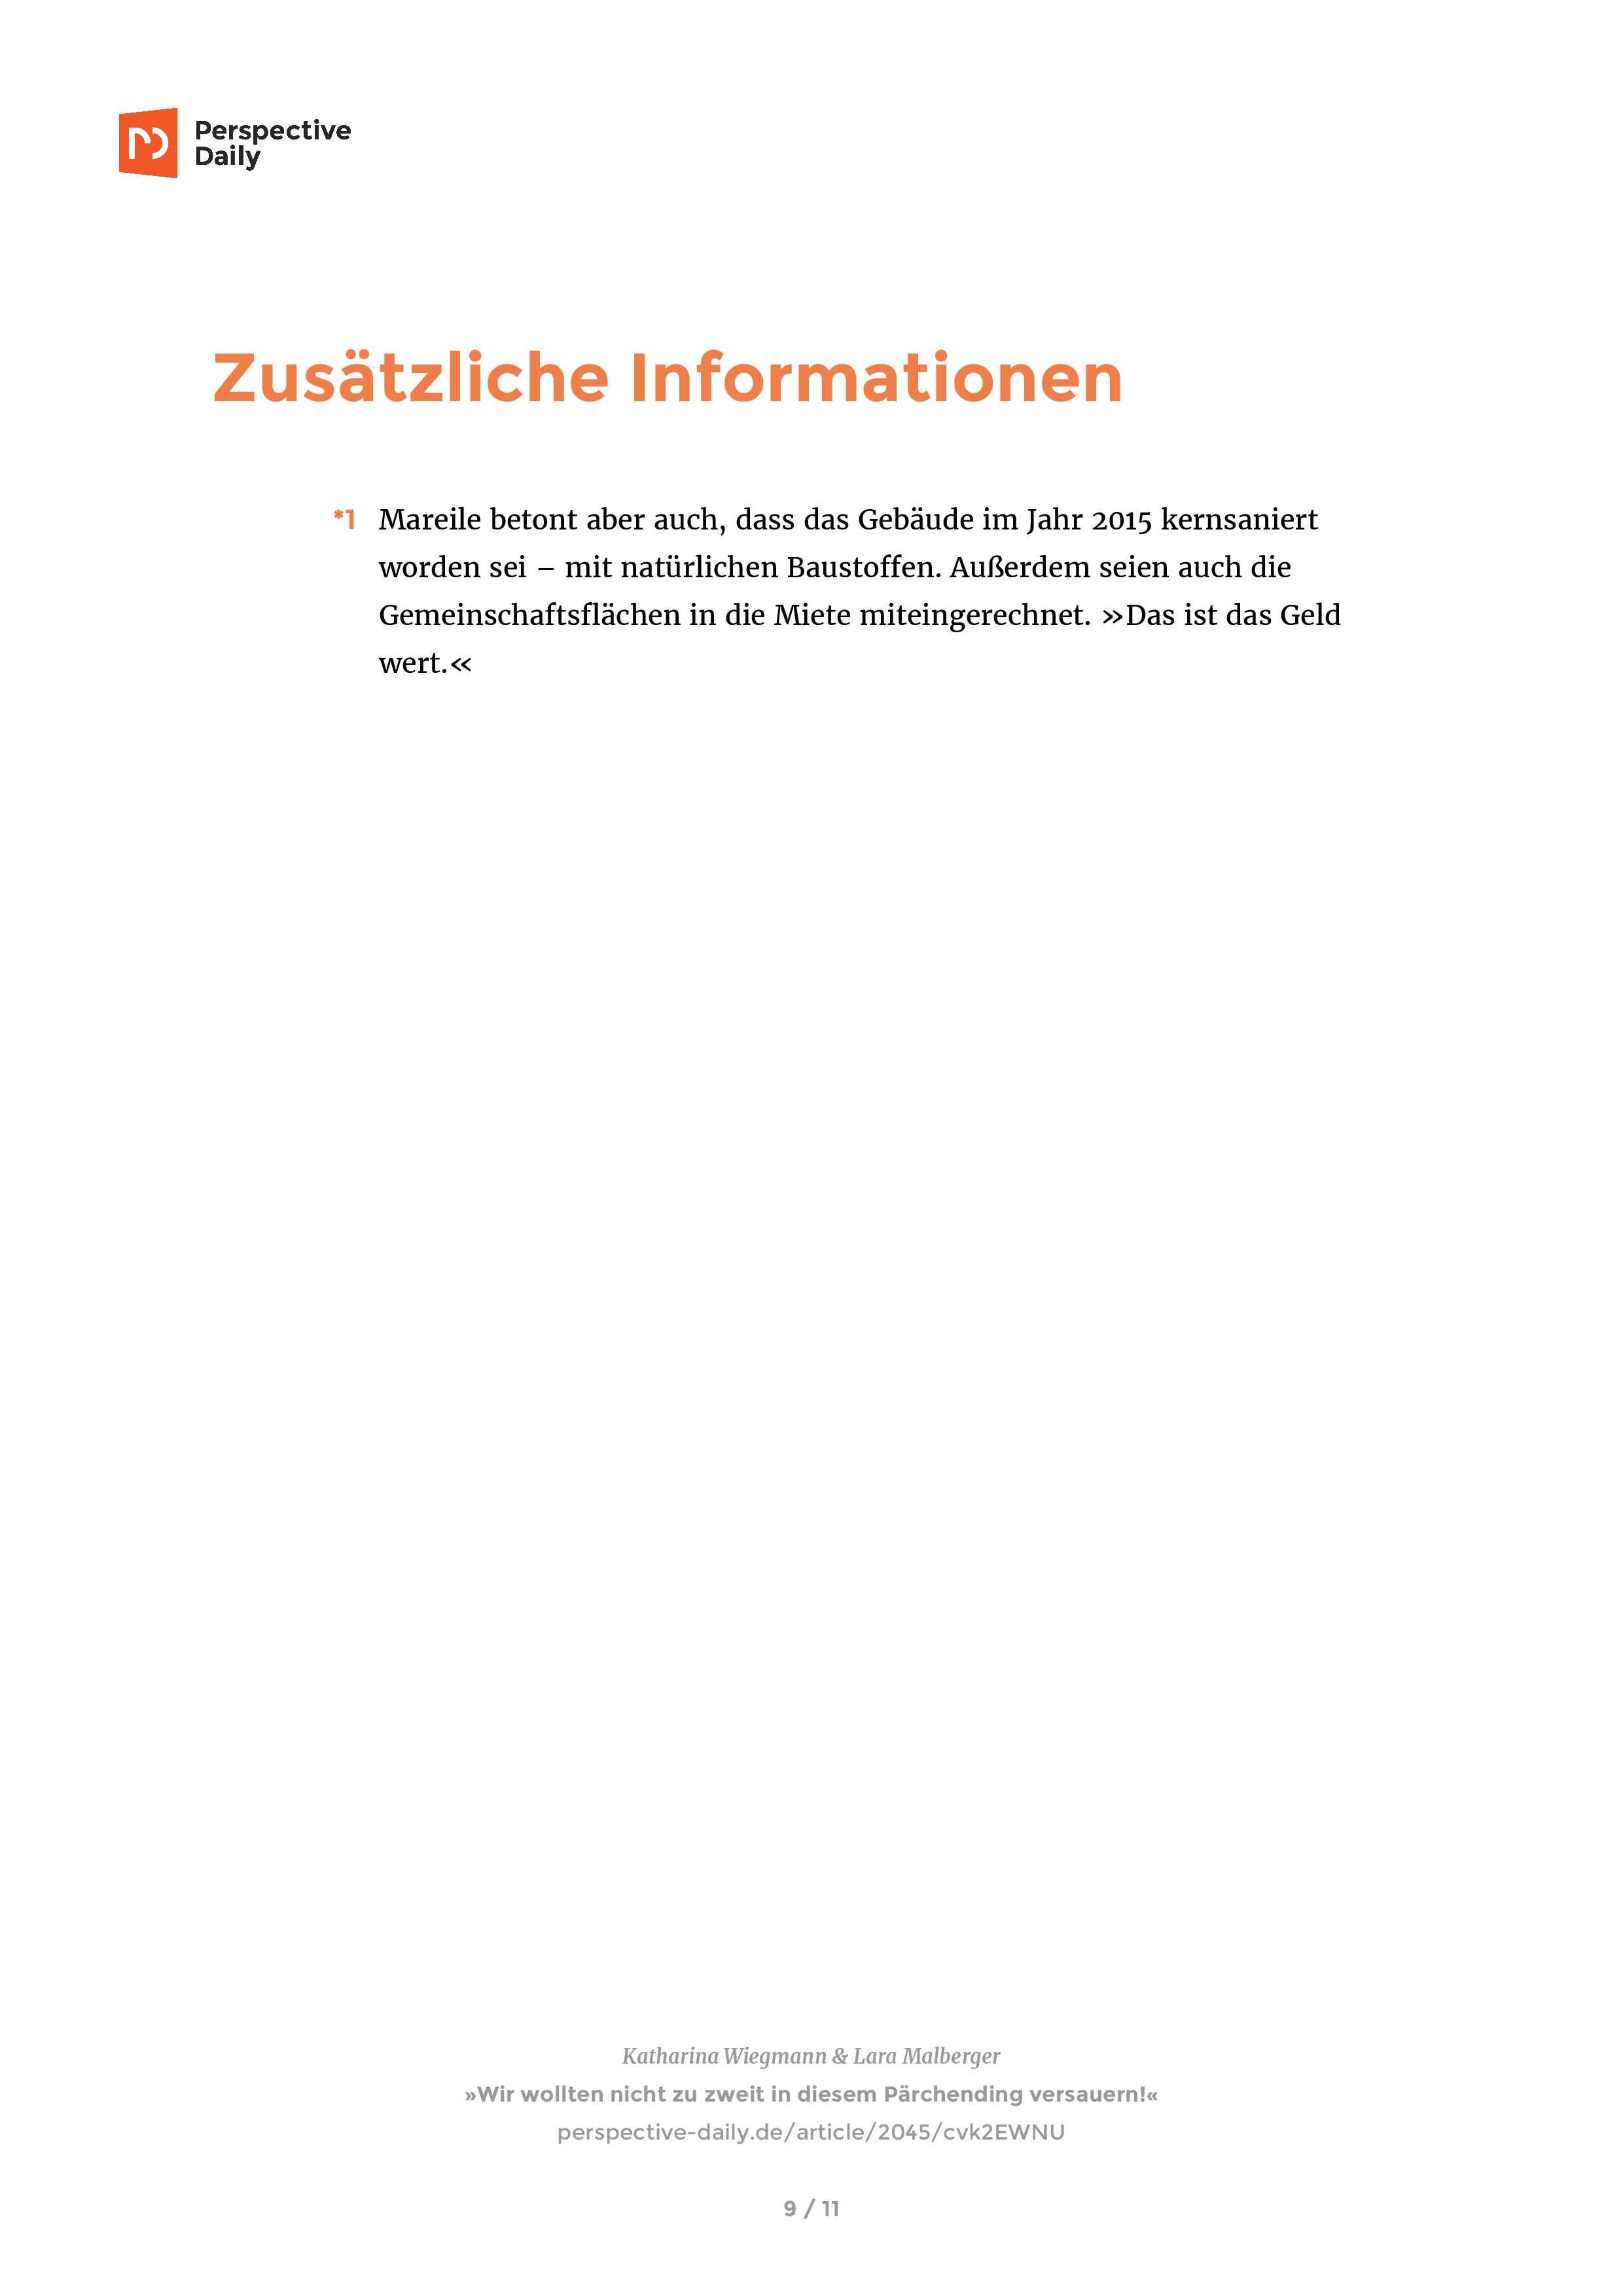 Perspective
Daily
Zusätzliche Informationen
*1 Mareile betont aber auch, dass das Gebäude im Jahr 2015 kernsaniert
worden sei – mit natürlichen Baustoffen. Außerdem seien auch die
Gemeinschaftsflächen in die Miete miteingerechnet. »Das ist das Geld
wert.«
Katharina Wiegmann & Lara Malberger
»Wir wollten nicht zu zweit in diesem Pärchending versauern!«
perspective-daily.de/article/2045/cvk2EWNU
9 / 11